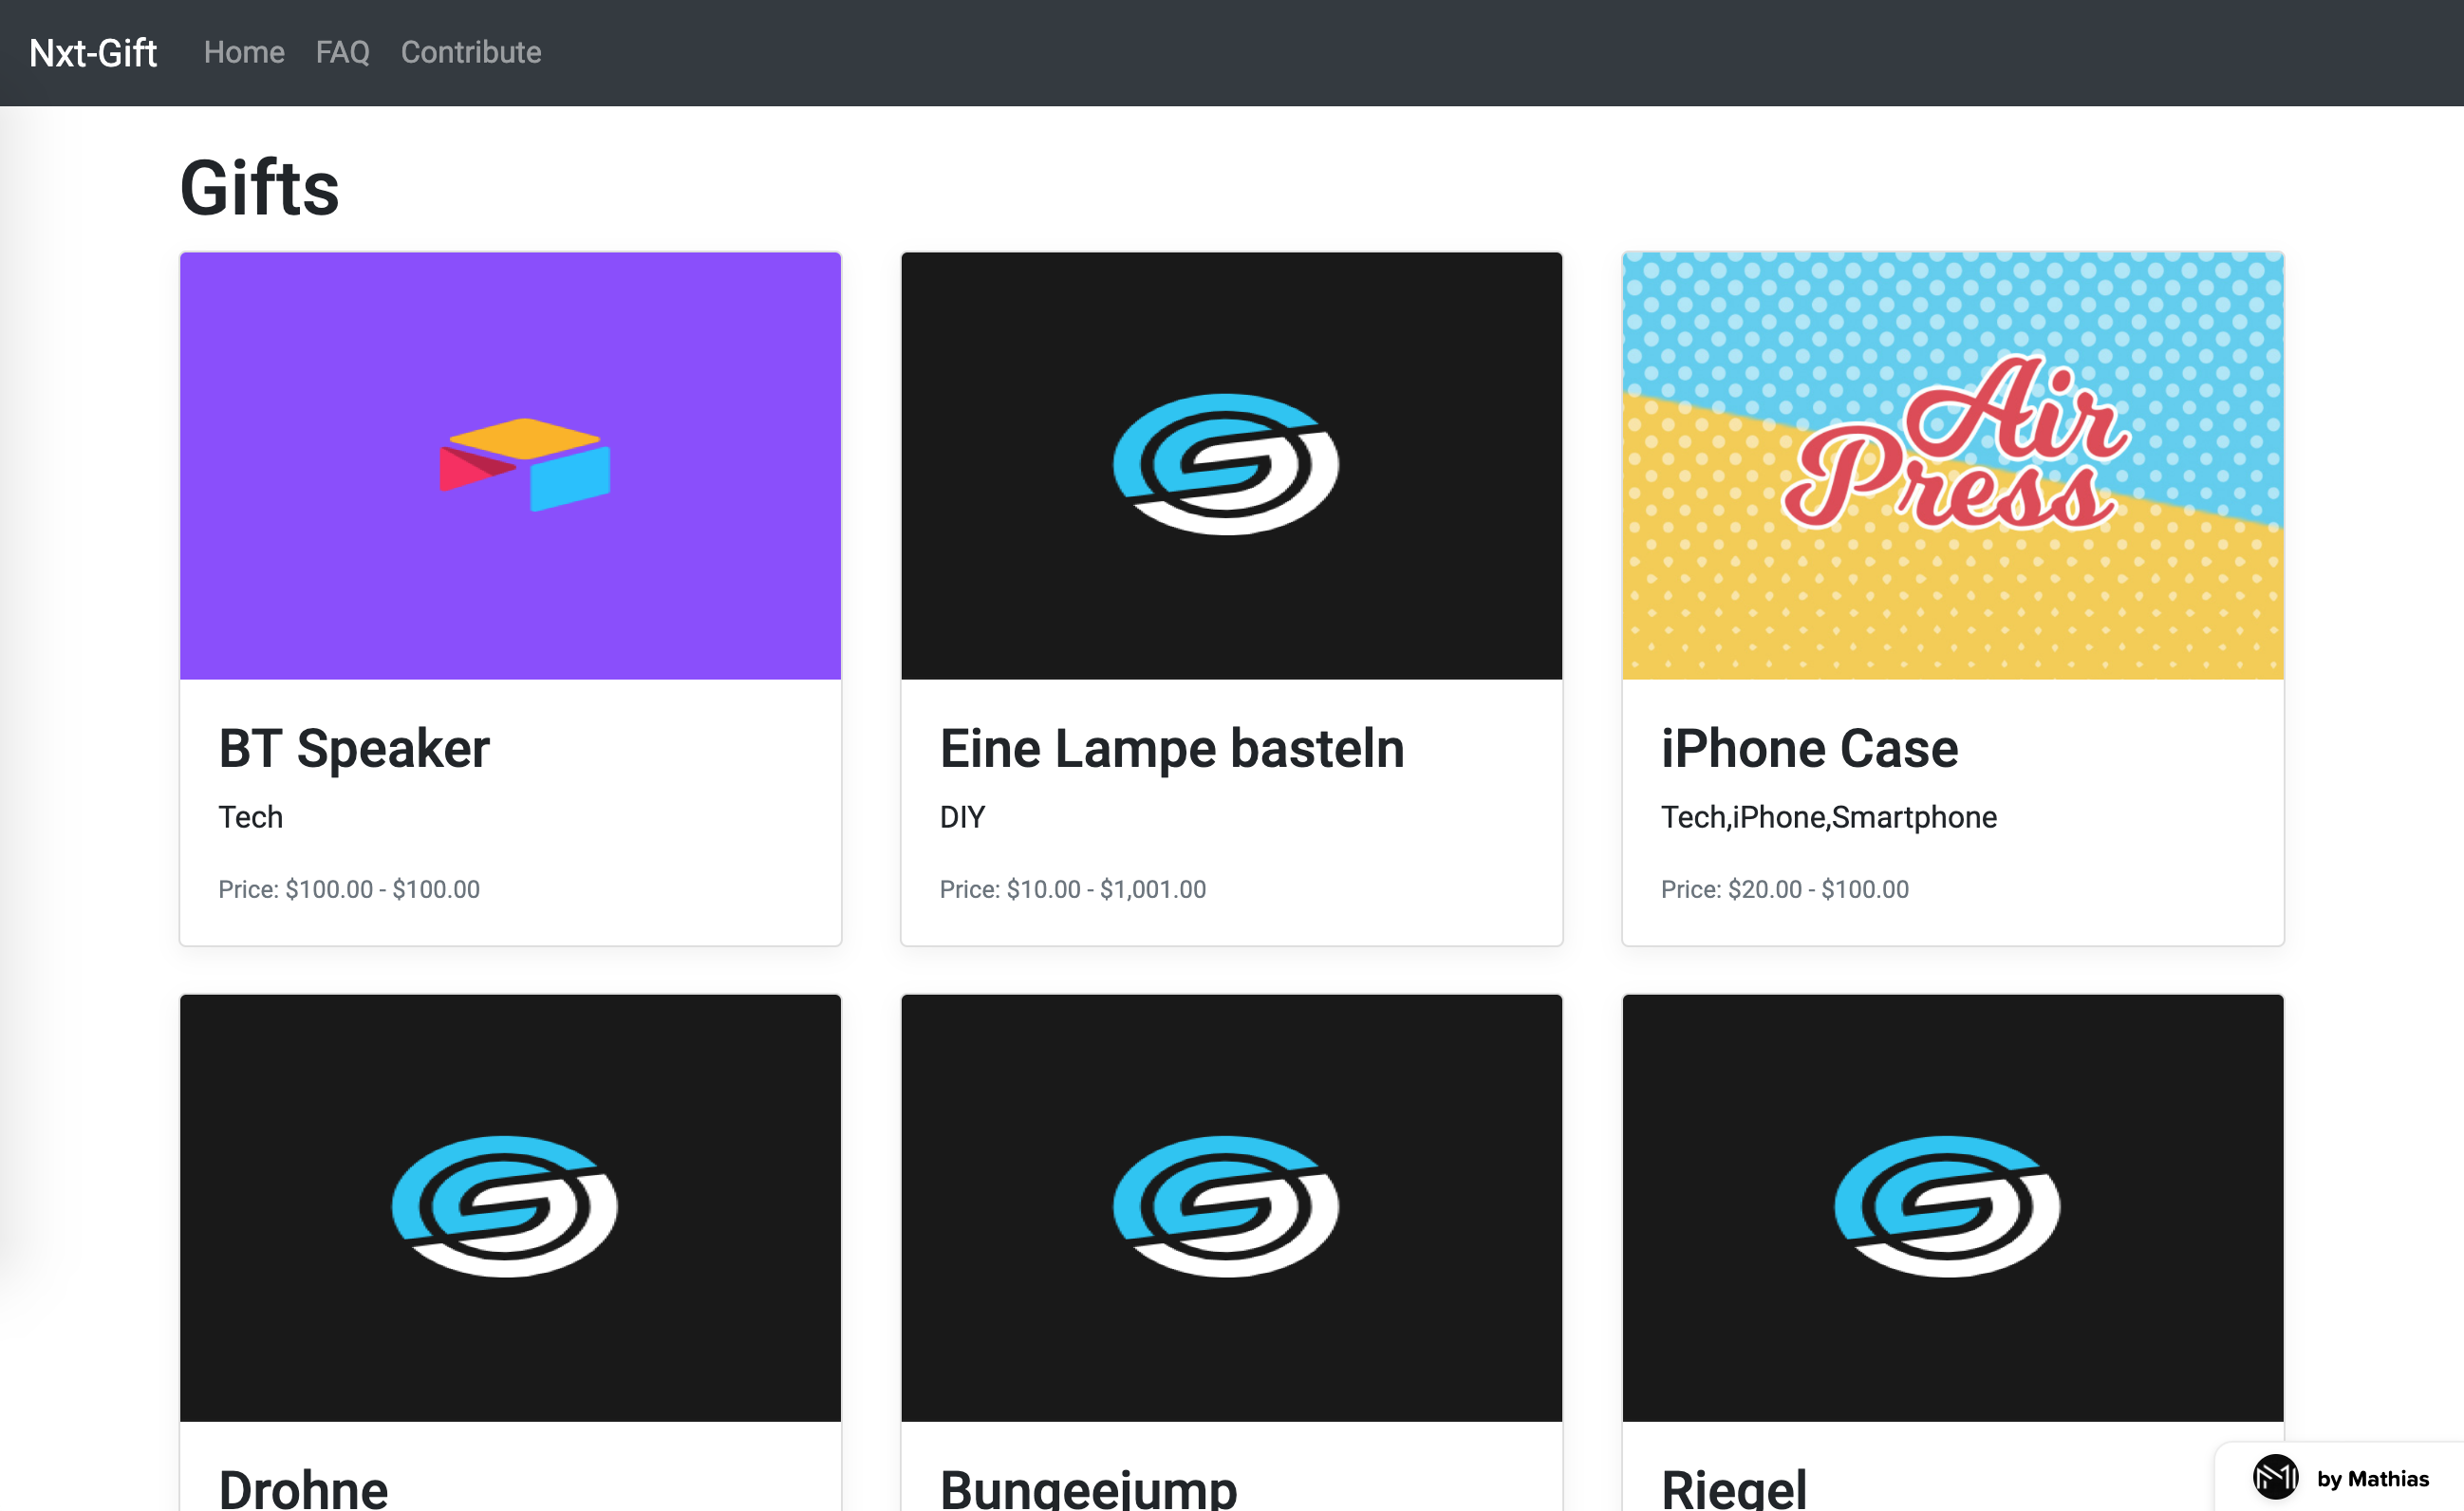 Nxt-Gift Home FAQ Contribute
Gifts
Air
Press
BT Speaker
Tech
Price: $100.00 - $100.00
Eine Lampe basteln
DIY
Price: $10.00 - $1,001.00
iPhone Case
Tech,iPhone,Smartphone
Price: $20.00 - $100.00
Drohne
Bungeejump
Riegel
by Mathias